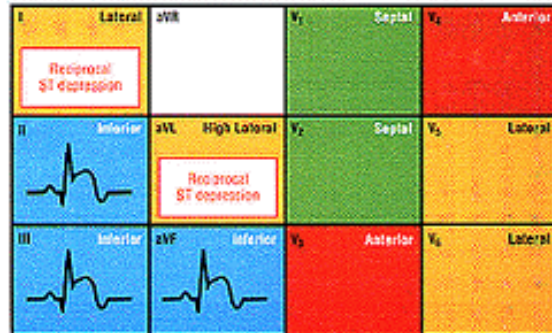 I Lateral
aVR
V1 Septal
V4 Anterior
Reciprocal
ST depression
II Inferior
aVL High Lateral
V2 Septal
V5 Lateral
Reciprocal
ST depression
III Inferior
aVF Inferior
V3 Anterior
V6 Lateral